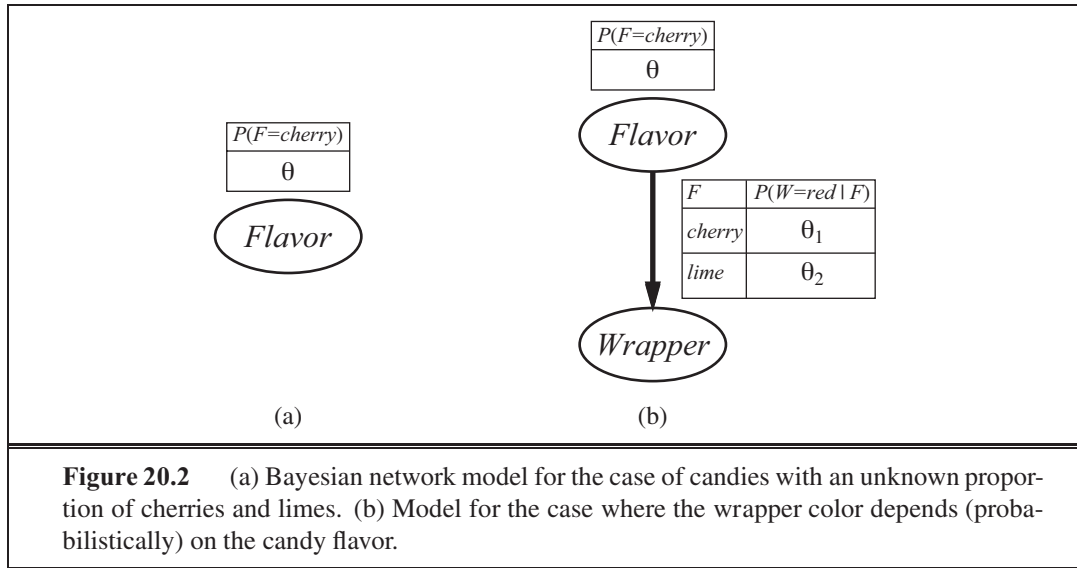 P(F=cherry)
θ
Flavor
(a)
P(F=cherry)
θ
Flavor
F P(W=red | F)
cherry θ1
lime θ2
Wrapper
(b)
Figure 20.2 (a) Bayesian network model for the case of candies with an unknown propor-
tion of cherries and limes. (b) Model for the case where the wrapper color depends (proba-
bilistically) on the candy flavor.